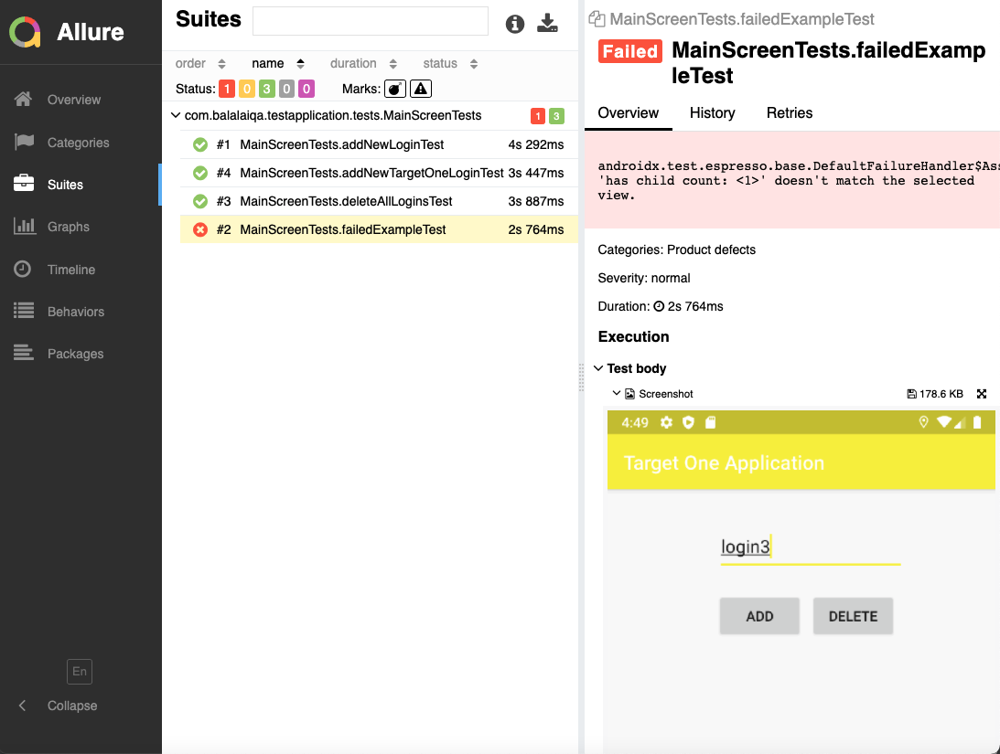 Allure
Overview
Categories
Suites
Graphs
Timeline
Behaviors
Packages
En
Collapse
Suites
order name duration status
Status: 1 0 3 0 0 Marks:
com.balalaiqa.testapplication.tests.MainScreenTests 1 3
#1 MainScreenTests.addNewLoginTest 4s 292ms
#4 MainScreenTests.addNewTargetOneLoginTest 3s 447ms
#3 MainScreenTests.deleteAllLoginsTest 3s 887ms
#2 MainScreenTests.failedExampleTest 2s 764ms
MainScreenTests.failedExampleTest
Failed MainScreenTests.failedExamp
leTest
Overview History Retries
androidx.test.espresso.base.DefaultFailureHandler$Ass
'has child count: <1>' doesn't match the selected
view.
Categories: Product defects
Severity: normal
Duration: 2s 764ms
Execution
Test body
Screenshot 178.6 KB
4:49
Target One Application
login3
ADD DELETE